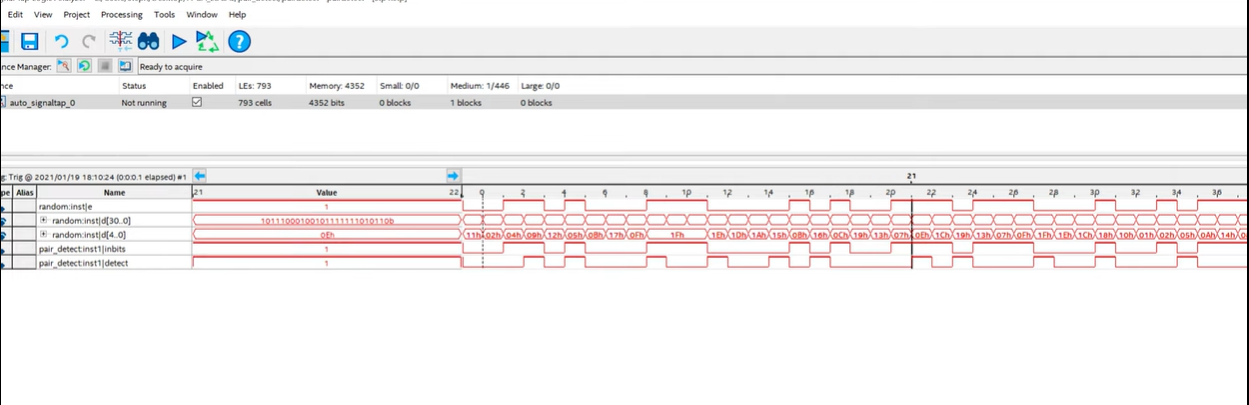 Edit View Project Processing Tools Window Help
nce Manager: Ready to acquire
nce Status Enabled LEs: 793 Memory: 4352 Small: 0/0 Medium: 1/446 Large: 0/0
auto_signaltap_0 Not running 793 cells 4352 bits 0 blocks 1 blocks 0 blocks
g: Trig @ 2021/01/19 18:10:24 (0:0:0.1 elapsed) #1 21
pe Alias Name 21 Value 22 0 2 4 6 8 10 12 14 16 18 20 22 24 26 28 30 32 34 36
random:inst|e 1
random:inst|d[30..0] 1011100010010111111101010110b
random:inst|d[4..0] 0Eh 11h 02h 04h 09h 12h 05h 0Bh 17h 0Fh 1Fh 1Eh 1Dh 1Ah 15h 0Bh 16h 0Ch 19h 13h 07h 0Eh 1Ch 19h 13h 07h 0Fh 1Fh 1Eh 1Ch 18h 10h 01h 02h 05h 0Ah 14h
pair_detect:inst1|inbits 1
pair_detect:inst1|detect 1